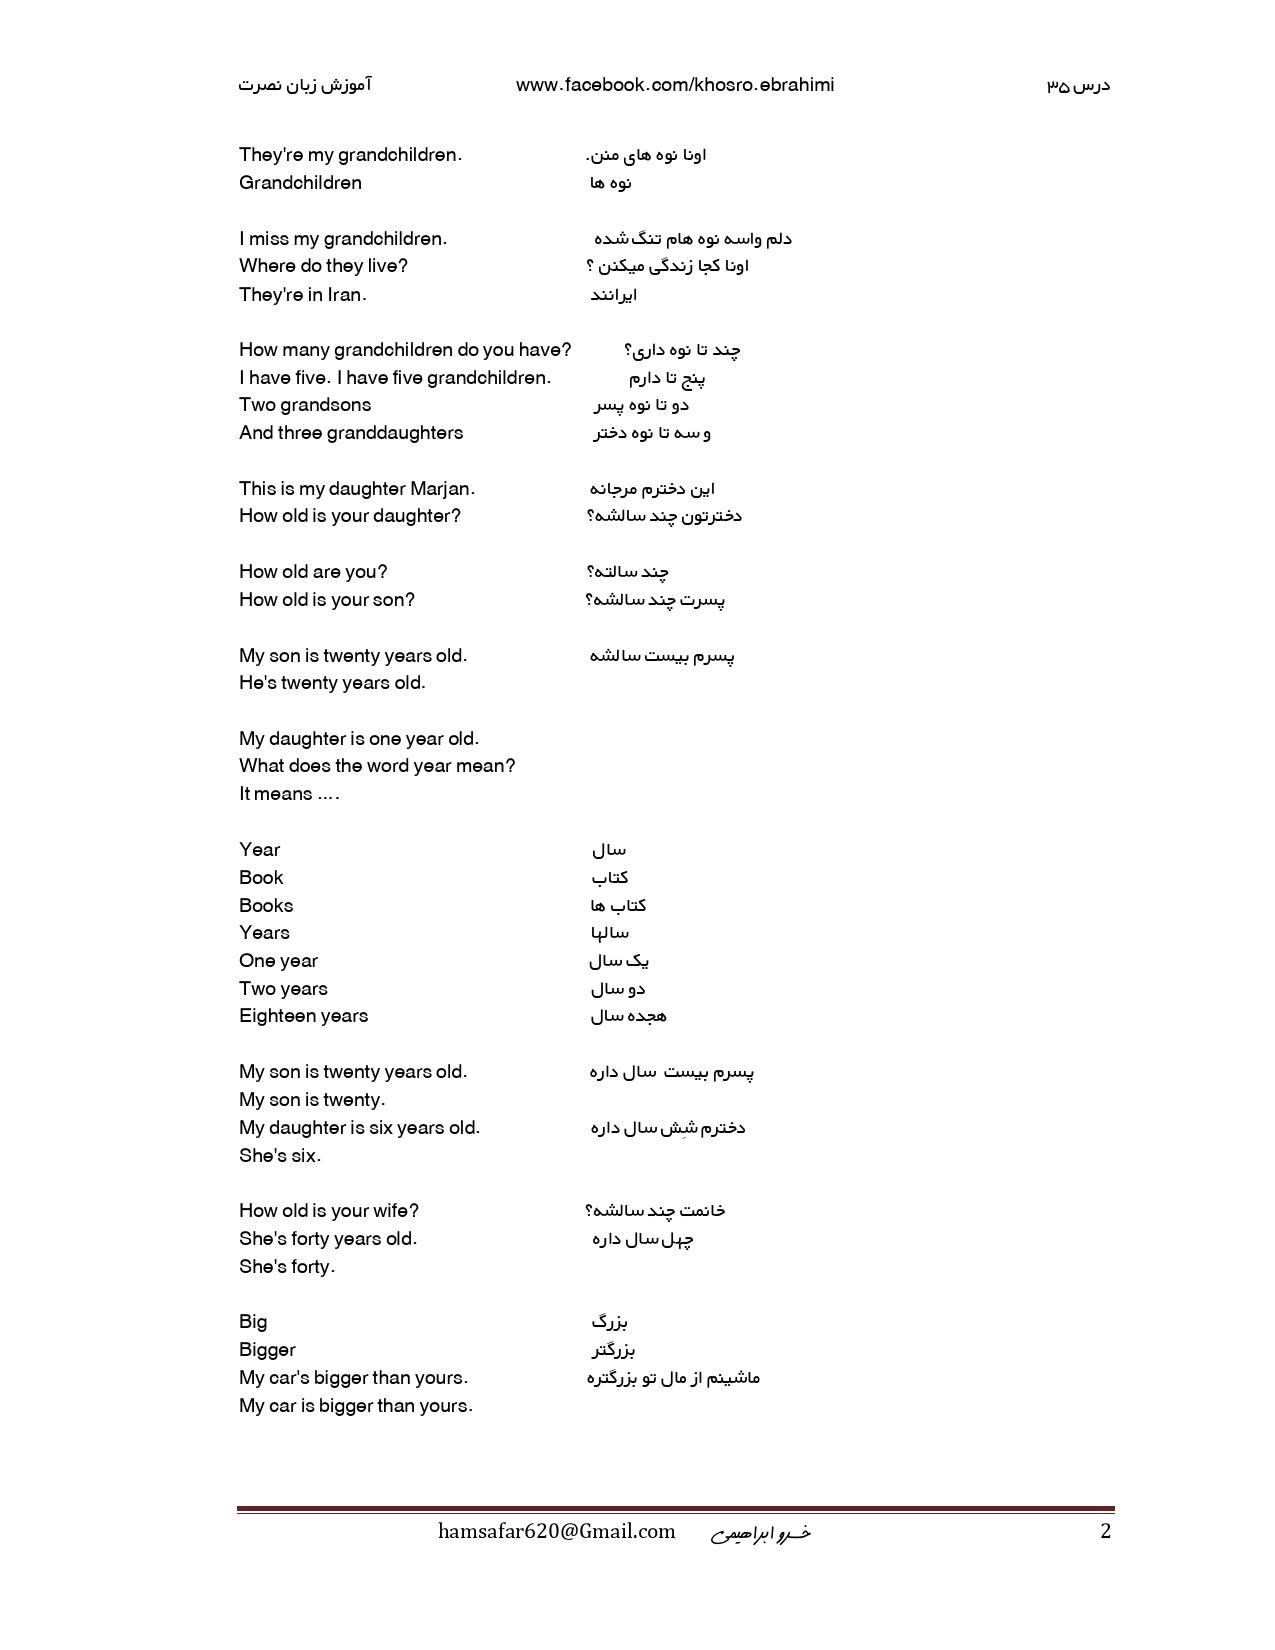 آموزش زبان نصرت www.facebook.com/khosro.ebrahimi درس ۳۵
They're my grandchildren. اونا نوه های منن.
Grandchildren نوه ها
I miss my grandchildren. دلم واسه نوه هام تنگ شده
Where do they live? اونا کجا زندگی میکنن ؟
They're in Iran. ایرانند
How many grandchildren do you have? چند تا نوه داری؟
I have five. I have five grandchildren. پنج تا دارم
Two grandsons دو تا نوه پسر
And three granddaughters و سه تا نوه دختر
This is my daughter Marjan. این دخترم مرجانه
How old is your daughter? دخترتون چند سالشه؟
How old are you? چند سالته؟
How old is your son? پسرت چند سالشه؟
My son is twenty years old. پسرم بیست سالشه
He's twenty years old.
My daughter is one year old.
What does the word year mean?
It means ....
Year سال
Book کتاب
Books کتاب ها
Years سالها
One year یک سال
Two years دو سال
Eighteen years هجده سال
My son is twenty years old. پسرم بیست سال داره
My son is twenty.
My daughter is six years old. دخترم شِش سال داره
She's six.
How old is your wife? خانمت چند سالشه؟
She's forty years old. چهل سال داره
She's forty.
Big بزرگ
Bigger بزرگتر
My car's bigger than yours. ماشینم از مال تو بزرگتره
My car is bigger than yours.
hamsafar620@Gmail.com خسرو ابراهیمی 2